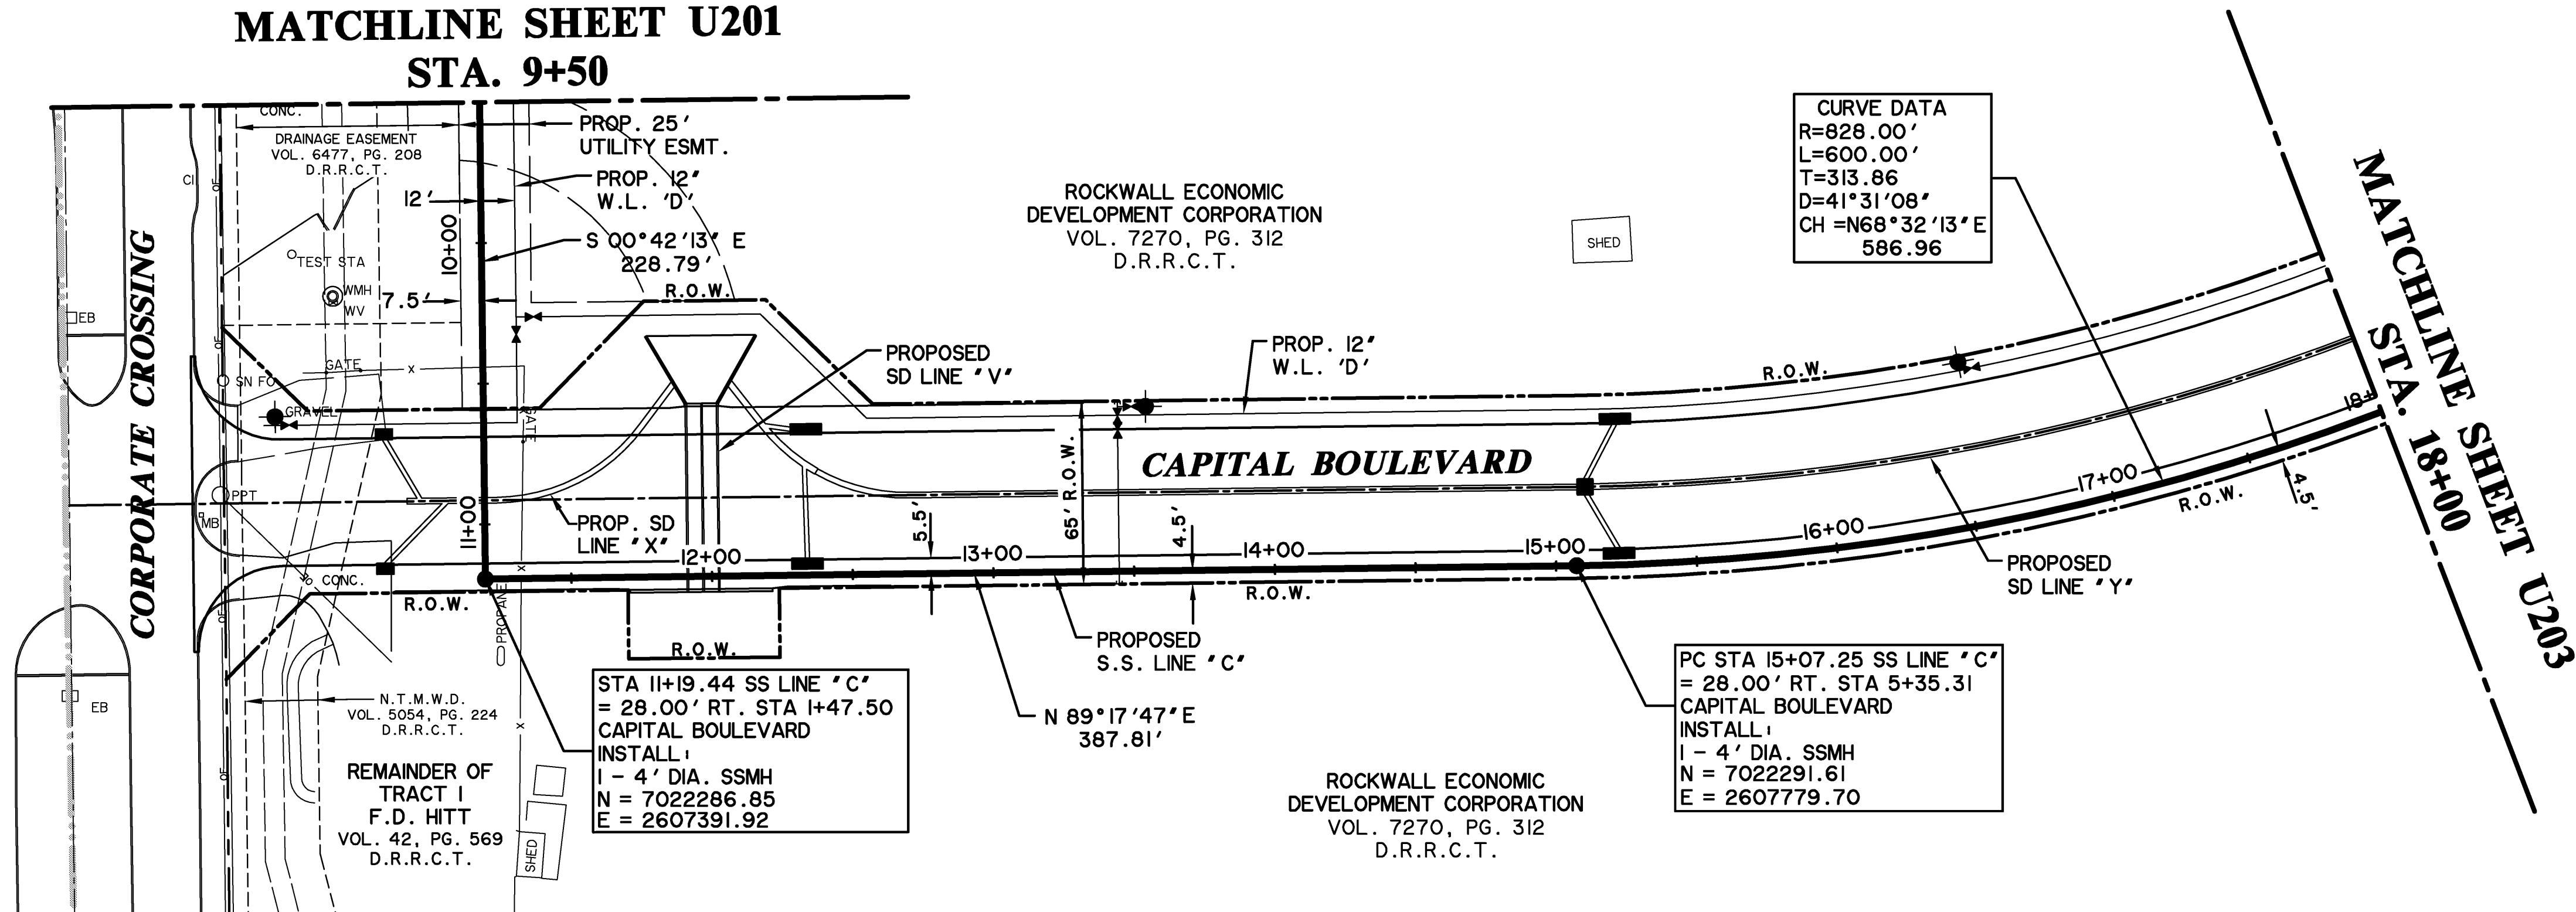 MATCHLINE SHEET U201
STA. 9+50
CONC.
DRAINAGE EASEMENT
VOL. 6477, PG. 208
D.R.R.C.T.
PROP. 25'
UTILITY ESMT.
PROP. 12"
W.L. 'D'
12'
10+00
S 00°42'13" E
228.79'
7.5'
CI
OE
OE
OE
OE
OE
TEST STA
WMH
WV
EB
CORPORATE CROSSING
GATE
X
SN FO
GRAVEL
GATE
R.O.W.
PROPOSED
SD LINE "V"
ROCKWALL ECONOMIC
DEVELOPMENT CORPORATION
VOL. 7270, PG. 312
D.R.R.C.T.
SHED
PROP. 12"
W.L. 'D'
R.O.W.
CURVE DATA
R=828.00'
L=600.00'
T=313.86
D=41°31'08"
CH =N68°32'13"E
586.96
MATCHLINE SHEET U203
STA. 18+00
PPT
MB
11+00
PROP. SD
LINE "X"
12+00
5.5'
13+00
65' R.O.W.
CAPITAL BOULEVARD
4.5'
14+00
15+00
16+00
17+00
18+
4.5'
R.O.W.
PROPOSED
SD LINE "Y"
CONC.
X
PROPANE
R.O.W.
R.O.W.
R.O.W.
PROPOSED
S.S. LINE "C"
N 89°17'47"E
387.81'
STA 11+19.44 SS LINE "C"
= 28.00' RT. STA 1+47.50
CAPITAL BOULEVARD
INSTALL:
1 - 4' DIA. SSMH
N = 7022286.85
E = 2607391.92
PC STA 15+07.25 SS LINE "C"
= 28.00' RT. STA 5+35.31
CAPITAL BOULEVARD
INSTALL:
1 - 4' DIA. SSMH
N = 7022291.61
E = 2607779.70
EB
N.T.M.W.D.
VOL. 5054, PG. 224
D.R.R.C.T.
X
REMAINDER OF
TRACT 1
F.D. HITT
VOL. 42, PG. 569
D.R.R.C.T.
SHED
ROCKWALL ECONOMIC
DEVELOPMENT CORPORATION
VOL. 7270, PG. 312
D.R.R.C.T.